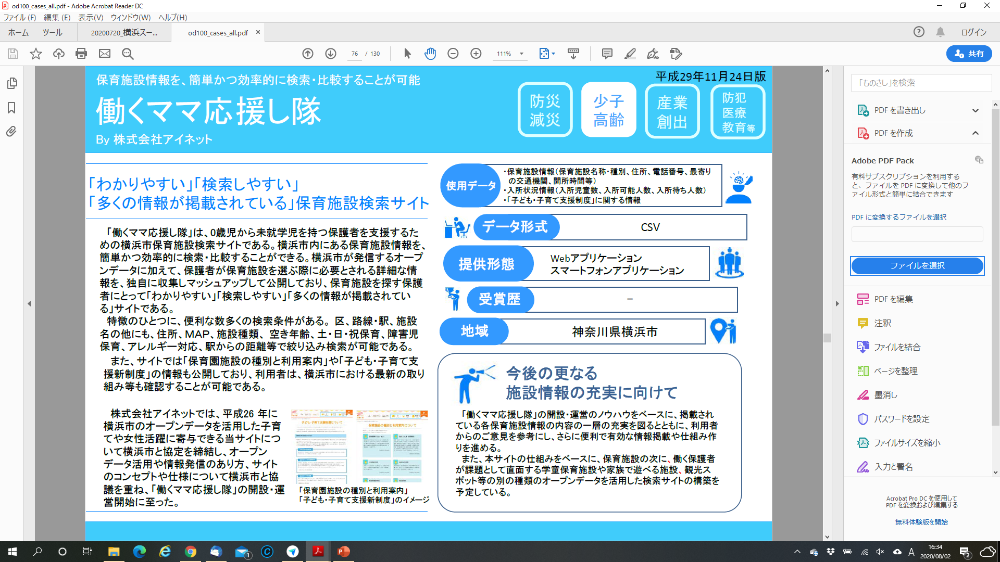 od100_cases_all.pdf - Adobe Acrobat Reader DC
ファイル (F) 編集 (E) 表示(V) ウィンドウ(W) ヘルプ(H)
ホーム ツール 20200720_横浜スー... od100_cases_all.pdf × ログイン
76 / 130 111% 共有
保育施設情報を、簡単かつ効率的に検索・比較することが可能
働くママ応援し隊
By 株式会社アイネット
平成29年11月24日版
防災
減災
少子
高齢
産業
創出
防犯
医療
教育等
「わかりやすい」「検索しやすい」
「多くの情報が掲載されている」保育施設検索サイト
「働くママ応援し隊」は、0歳児から未就学児を持つ保護者を支援するた
めの横浜市保育施設検索サイトである。横浜市内にある保育施設情報を、
簡単かつ効率的に検索・比較することができる。横浜市が発信するオープ
ンデータに加えて、保護者が保育施設を選ぶ際に必要とされる詳細な情
報を、独自に収集しマッシュアップして公開しており、保育施設を探す保護
者にとって「わかりやすい」「検索しやすい」「多くの情報が掲載されてい
る」サイトである。
特徴のひとつに、便利な数多くの検索条件がある。 区、路線・駅、施設
名の他にも、住所、MAP、施設種類、 空き年齢、土・日・祝保育、障害児
保育、アレルギー対応、駅からの距離等で絞り込み検索が可能である。
また、サイトでは「保育園施設の種別と利用案内」や「子ども・子育て支
援新制度」の情報も公開しており、利用者は、横浜市における最新の取り
組み等も確認することが可能である。
株式会社アイネットでは、平成26 年に
横浜市のオープンデータを活用した子育
てや女性活躍に寄与できる当サイトにつ
いて横浜市と協定を締結し、オープン
データ活用や情報発信のあり方、サイト
のコンセプトや仕様について横浜市と協
議を重ね、「働くママ応援し隊」の開設・運
営開始に至った。
子ども・子育て支援新制度について
保育施設の種別と利用案内について
「保育園施設の種別と利用案内」
「子ども・子育て支援新制度」のイメージ
使用データ
・保育施設情報（保育施設名称・種別、住所、電話番号、最寄り
の交通機関、開所時間等）
・入所状況情報（入所児童数、入所可能人数、入所待ち人数）
・「子ども・子育て支援制度」に関する情報
データ形式 CSV
提供形態
Webアプリケーション
スマートフォンアプリケーション
受賞歴 －
地域 神奈川県横浜市
今後の更なる
施設情報の充実に向けて
「働くママ応援し隊」の開設・運営のノウハウをベースに、掲載され
ている各保育施設情報の内容の一層の充実を図るとともに、利用者
からのご意見を参考にし、さらに便利で有効な情報掲載や仕組み作
りを進める。
また、本サイトの仕組みをベースに、保育施設の次に、働く保護者
が課題として直面する学童保育施設や家族で遊べる施設、観光ス
ポット等の別の種類のオープンデータを活用した検索サイトの構築を
予定している。
「ものさし」を検索
PDF を書き出し
PDF を作成
Adobe PDF Pack
有料サブスクリプションを利用する
と、ファイルを PDF に変換して他のフ
ァイル形式と簡単に結合できます
PDF に変換するファイルを選択
ファイルを選択
PDF を編集
注釈
ファイルを結合
ページを整理
墨消し
パスワードを設定
ファイルサイズを縮小
入力と署名
Acrobat Pro DC を使用して
PDF を変換および編集する
無料体験版を開始
1
A
16:34
2020/08/02
2